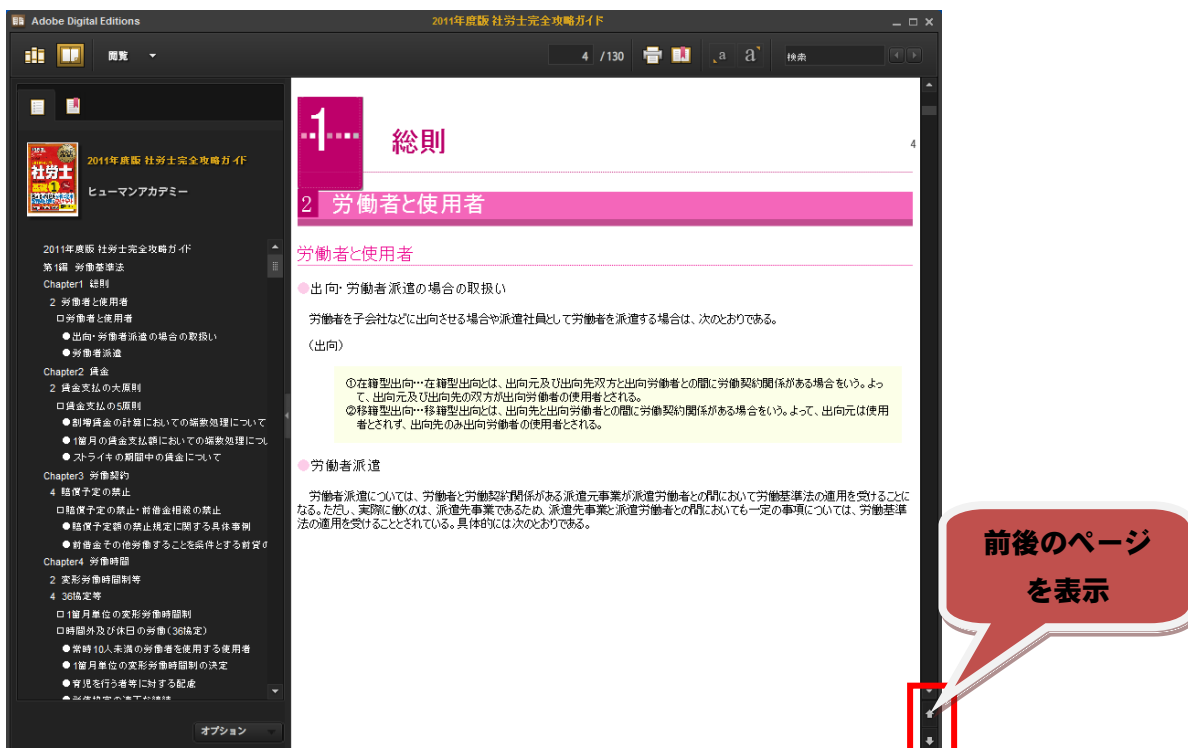 Adobe Digital Editions
2011年度版 社労士完全攻略ガイド
閲覧
4 /130
a a
検索
社労士
2011年度版 社労士完全攻略ガイド
ヒューマンアカデミー
2011年度版 社労士完全攻略ガイド
第1編 労働基準法
Chapter1 総則
2 労働者と使用者
□労働者と使用者
●出向・労働者派遣の場合の取扱い
●労働者派遣
Chapter2 賃金
2 賃金支払の大原則
□賃金支払の5原則
●割増賃金の計算においての端数処理について
●1箇月の賃金支払額においての端数処理につい
●ストライキの期間中の賃金について
Chapter3 労働契約
4 賠償予定の禁止
□賠償予定の禁止・前借金相殺の禁止
●賠償予定額の禁止規定に関する具体事例
●前借金その他労働することを条件とする前貸の
Chapter4 労働時間
2 変形労働時間制等
4 36協定等
□1箇月単位の変形労働時間制
□時間外及び休日の労働(36協定)
●常時10人未満の労働者を使用する使用者
●1箇月単位の変形労働時間制の決定
●育児を行う者等に対する配慮
オプション
1
総則
4
2 労働者と使用者
労働者と使用者
●出向・労働者派遣の場合の取扱い
労働者を子会社などに出向させる場合や派遣社員として労働者を派遣する場合は、次のとおりである。
(出向)
①在籍型出向…在籍型出向とは、出向元及び出向先双方と出向労働者との間に労働契約関係がある場合をいう。よっ
て、出向元及び出向先の双方が出向労働者の使用者とされる。
②移籍型出向…移籍型出向とは、出向先と出向労働者との間に労働契約関係がある場合をいう。よって、出向元は使用
者とされず、出向先のみ出向労働者の使用者とされる。
●労働者派遣
労働者派遣については、労働者と労働契約関係がある派遣元事業が派遣労働者との間において労働基準法の適用を受けることに
なる。ただし、実際に働くのは、派遣先事業であるため、派遣先事業と派遣労働者との間においても一定の事項については、労働基準
法の適用を受けることとされている。具体的には次のとおりである。
前後のページ
を表示